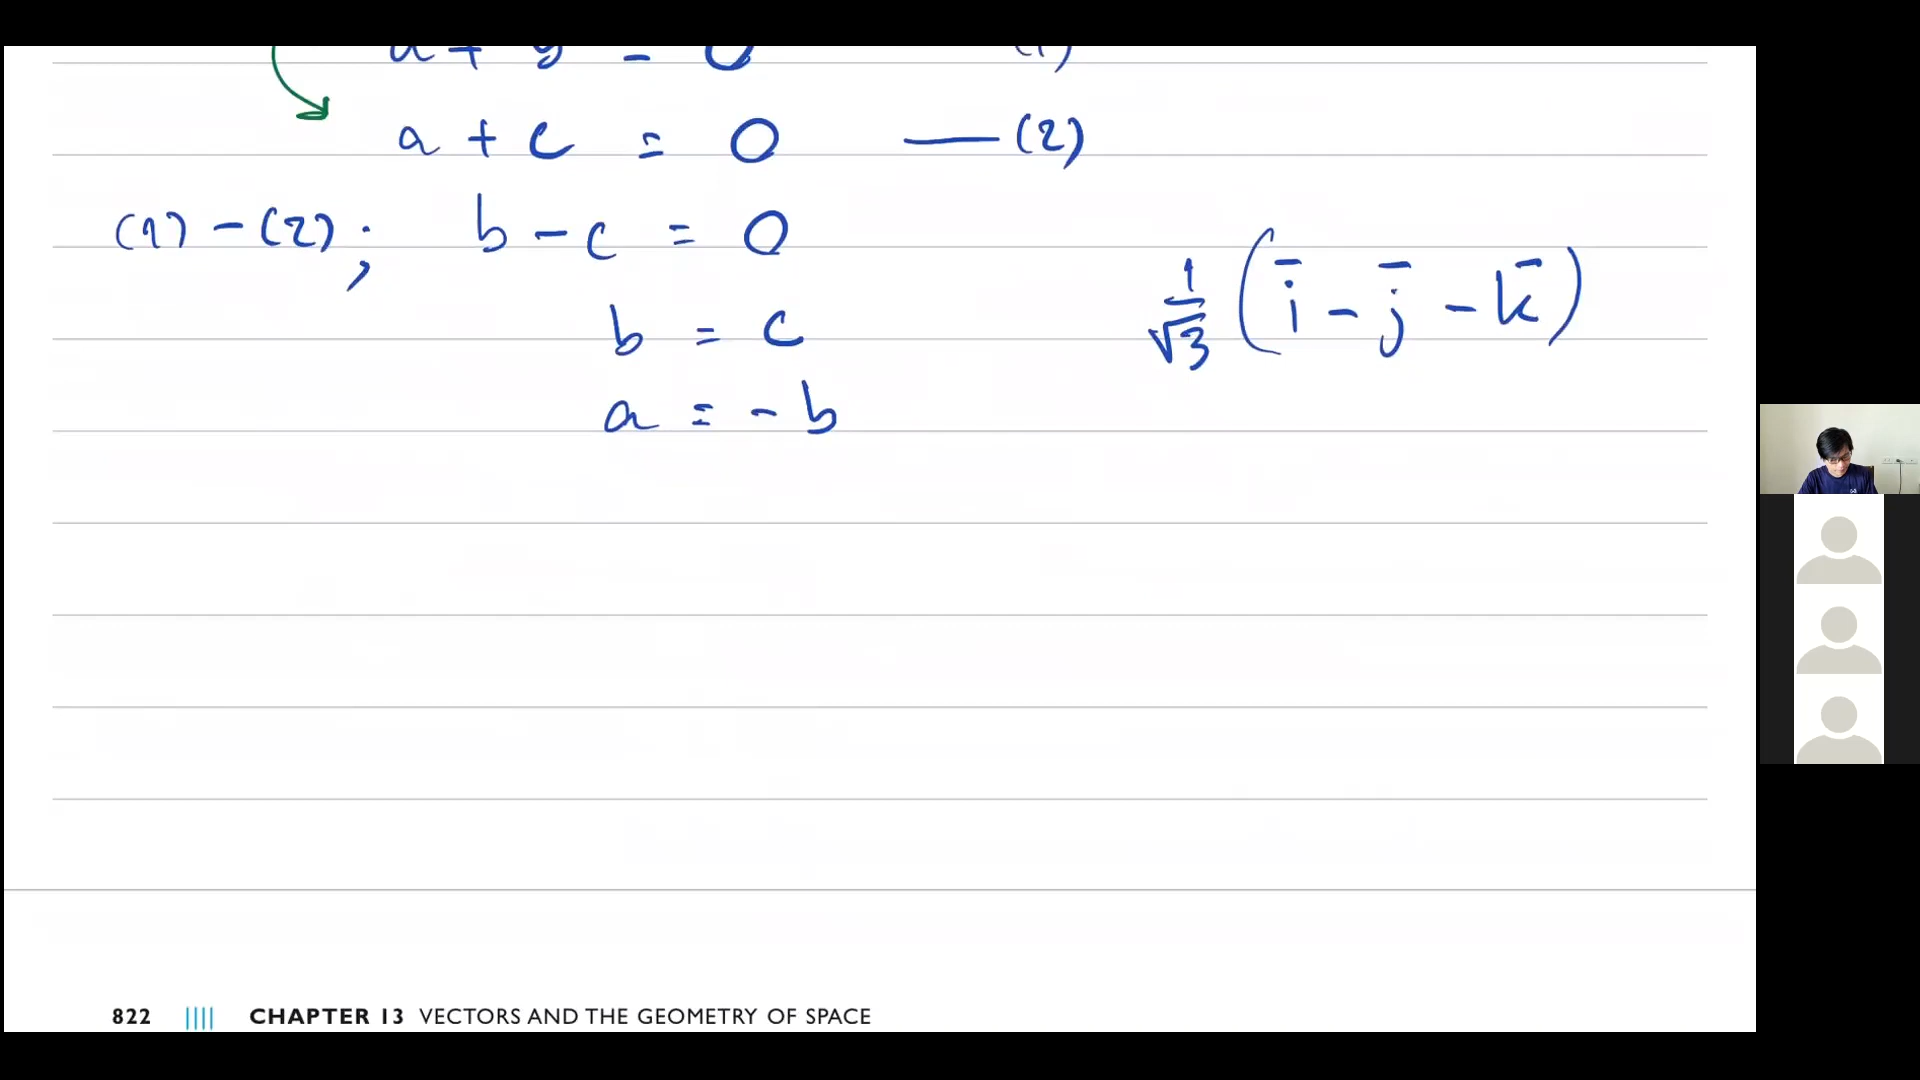 a + c = 0 —— (2)
(1) - (2) ; b - c = 0
b = c
a = - b
1/√3 ( i̅ - j̅ - k̅ )
822 |||| CHAPTER 13 VECTORS AND THE GEOMETRY OF SPACE